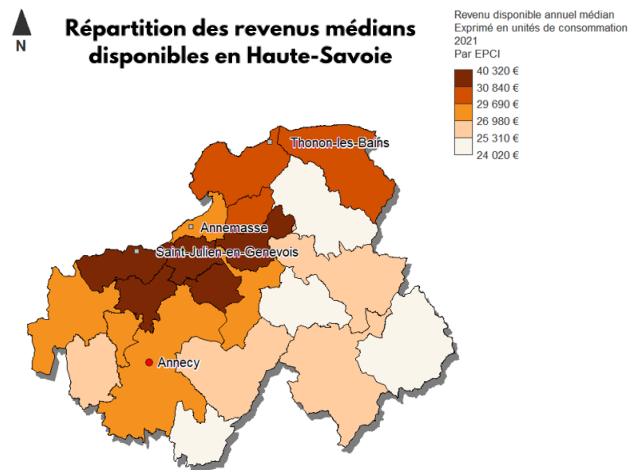 N
Répartition des revenus médians
disponibles en Haute-Savoie
Revenu disponible annuel médian
Exprimé en unités de consommation
2021
Par EPCI
40 320 €
30 840 €
29 690 €
26 980 €
25 310 €
24 020 €
Thonon-les-Bains
Annemasse
Saint-Julien-en-Genevois
Annecy